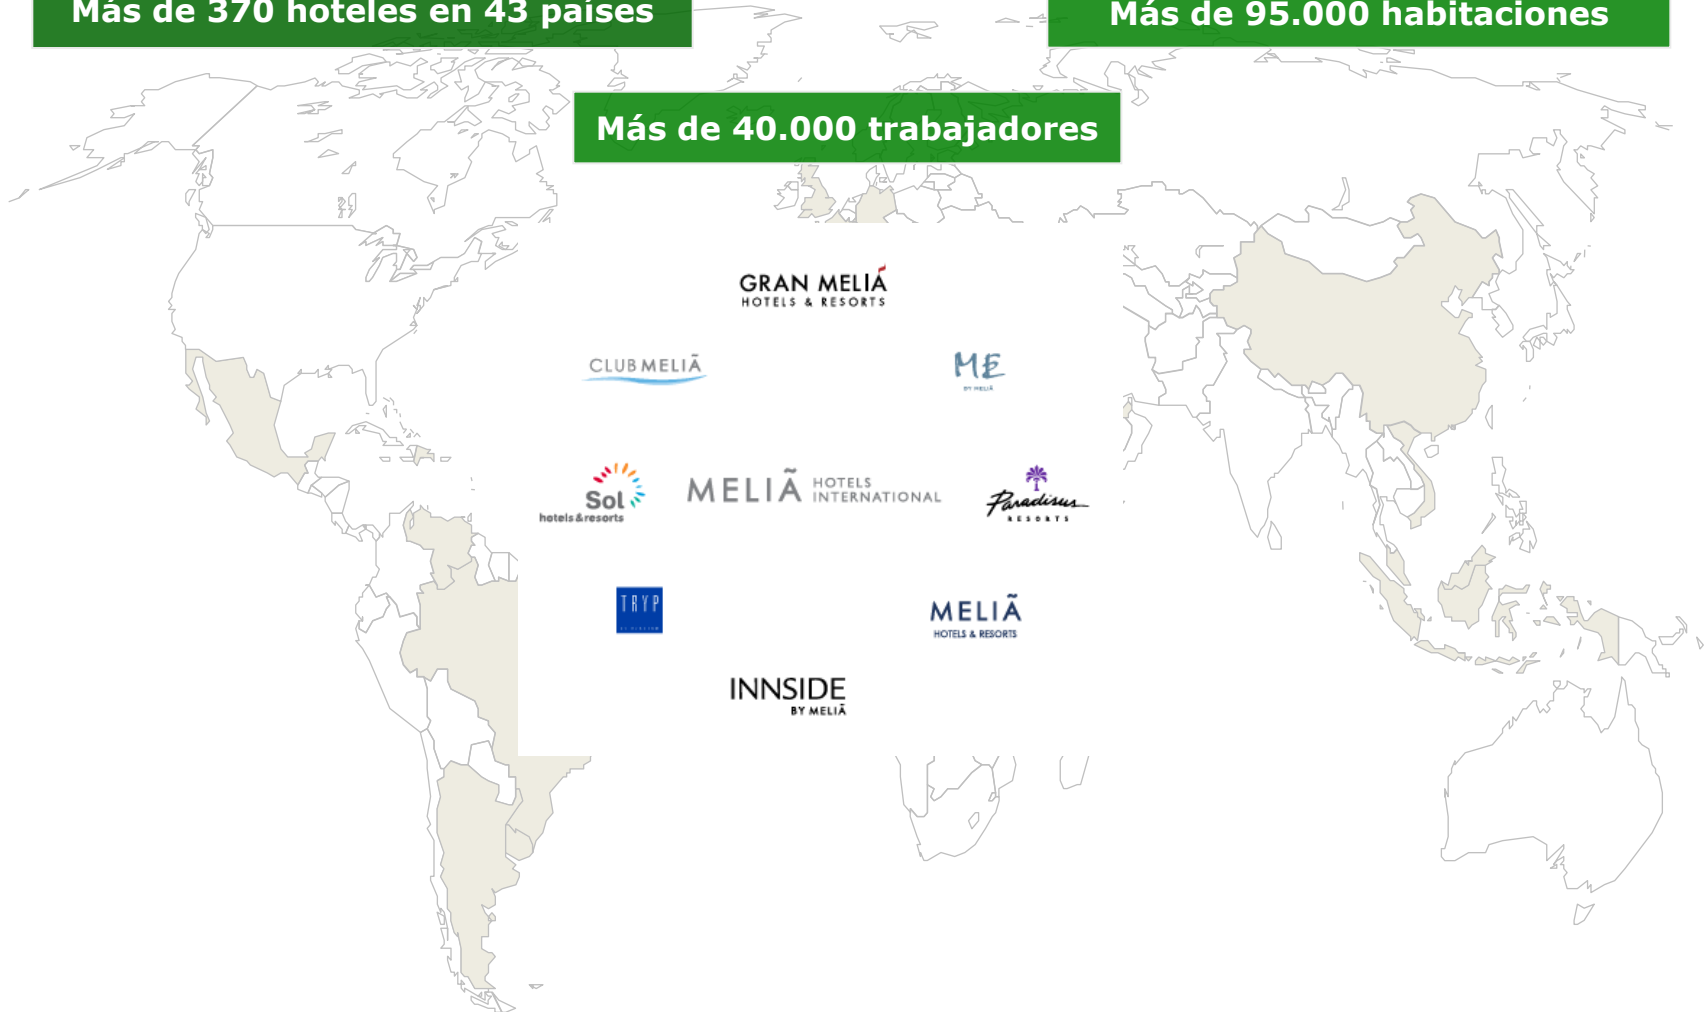 Más de 370 hoteles en 43 países
Más de 95.000 habitaciones
Más de 40.000 trabajadores
GRAN MELIÁ
HOTELS & RESORTS
CLUB MELIÃ
ME
BY MELIÃ
Sol
hotels&resorts
MELIÃ HOTELS
INTERNATIONAL
Paradisus
RESORTS
TRYP
MELIÃ
HOTELS & RESORTS
INNSIDE
BY MELIÃ